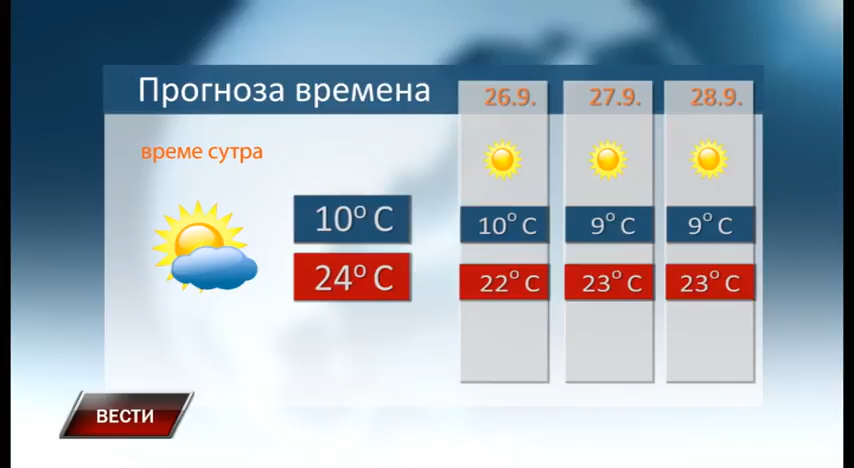 Прогноза времена
време сутра
10° C
24° C
26.9.
10° C
22° C
27.9.
9° C
23° C
28.9.
9° C
23° C
ВЕСТИ